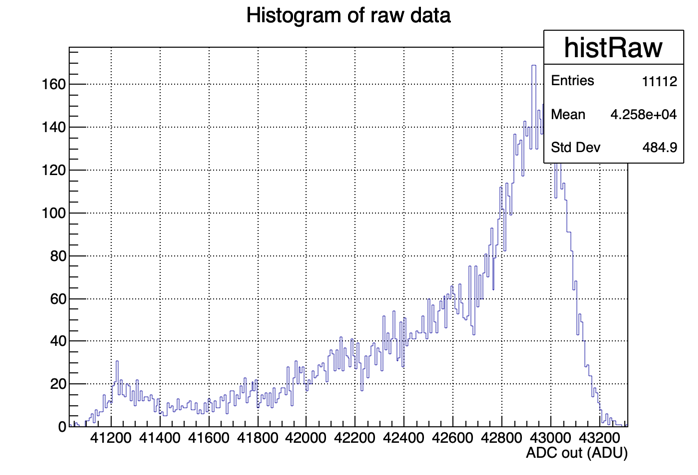 Histogram of raw data
histRaw
Entries 11112
Mean 4.258e+04
Std Dev 484.9
160
140
120
100
80
60
40
20
0
41200 41400 41600 41800 42000 42200 42400 42600 42800 43000 43200
ADC out (ADU)